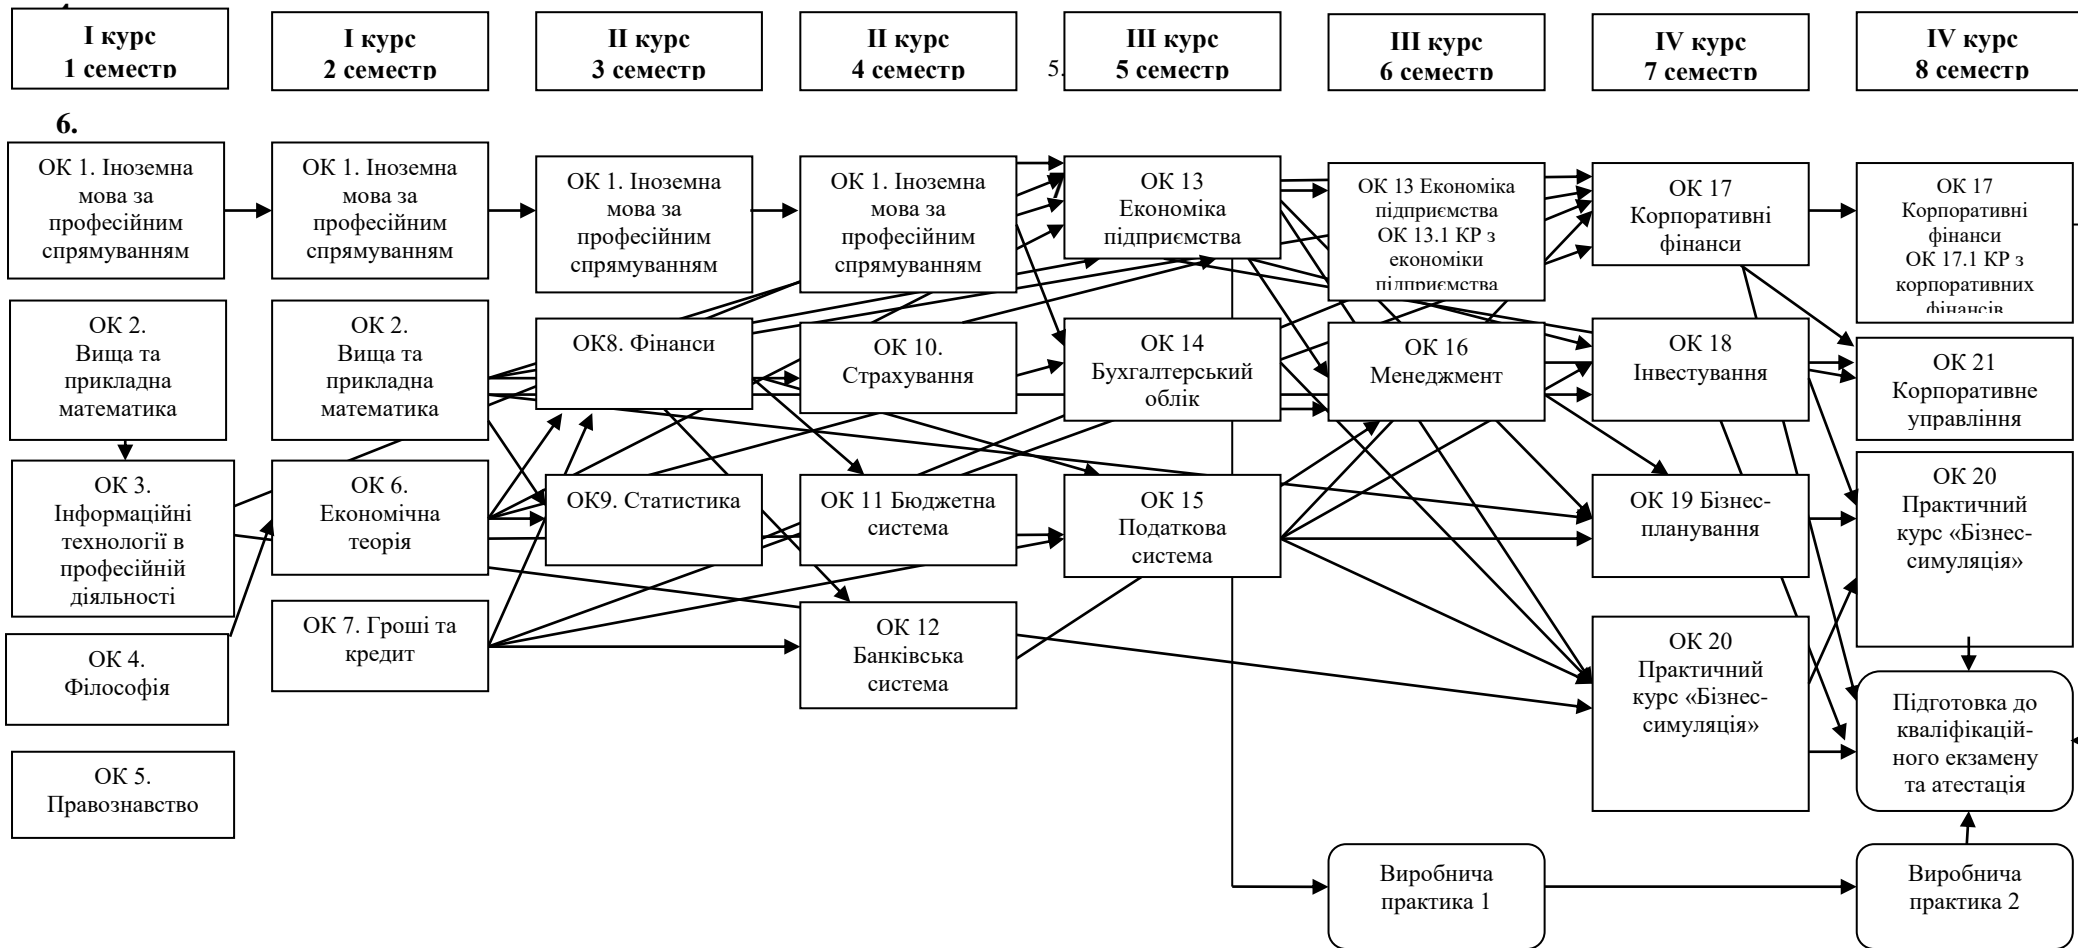 І курс
1 семестр
І курс
2 семестр
ІІ курс
3 семестр
ІІ курс
4 семестр
5.
ІІІ курс
5 семестр
ІІІ курс
6 семестр
ІV курс
7 семестр
ІV курс
8 семестр
6.
ОК 1. Іноземна
мова за
професійним
спрямуванням
ОК 1. Іноземна
мова за
професійним
спрямуванням
ОК 1. Іноземна
мова за
професійним
спрямуванням
ОК 1. Іноземна
мова за
професійним
спрямуванням
ОК 13
Економіка
підприємства
ОК 13 Економіка
підприємства
ОК 13.1 КР з
економіки
підприємства
ОК 17
Корпоративні
фінанси
ОК 17
Корпоративні
фінанси
ОК 17.1 КР з
корпоративних
фінансів
ОК 2.
Вища та
прикладна
математика
ОК 2.
Вища та
прикладна
математика
ОК8. Фінанси
ОК 10.
Страхування
ОК 14
Бухгалтерський
облік
ОК 16
Менеджмент
ОК 18
Інвестування
ОК 21
Корпоративне
управління
ОК 3.
Інформаційні
технології в
професійній
діяльності
ОК 6.
Економічна
теорія
ОК9. Статистика
ОК 11 Бюджетна
система
ОК 15
Податкова
система
ОК 19 Бізнес-
планування
ОК 20
Практичний
курс «Бізнес-
симуляція»
ОК 4.
Філософія
ОК 7. Гроші та
кредит
ОК 12
Банківська
система
ОК 20
Практичний
курс «Бізнес-
симуляція»
Підготовка до
кваліфікацій-
ного екзамену
та атестація
ОК 5.
Правознавство
Виробнича
практика 1
Виробнича
практика 2